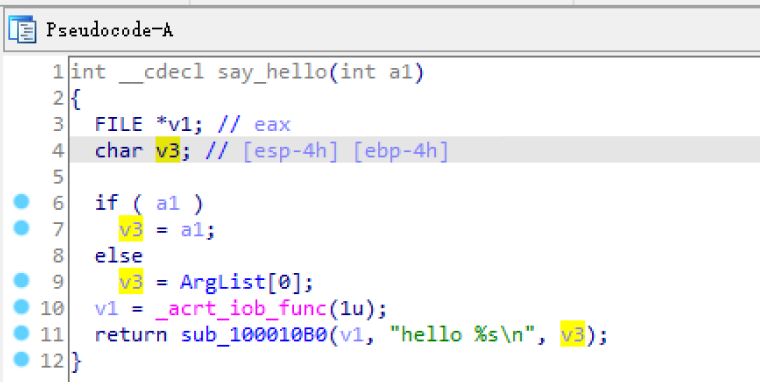 Pseudocode-A
1 int __cdecl say_hello(int a1)
2 {
3 FILE *v1; // eax
4 char v3; // [esp-4h] [ebp-4h]
5
6 if ( a1 )
7 v3 = a1;
8 else
9 v3 = ArgList[0];
10 v1 = _acrt_iob_func(1u);
11 return sub_100010B0(v1, "hello %s\n", v3);
12 }